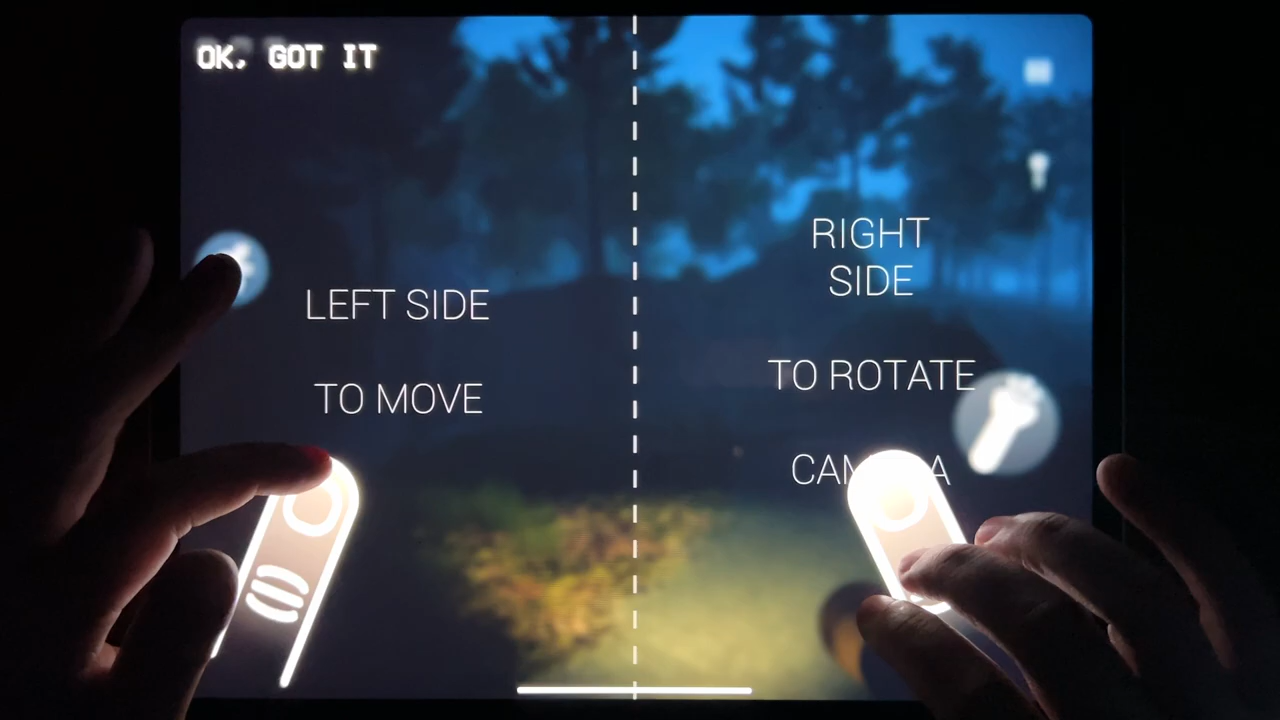 OK, GOT IT
LEFT SIDE
TO MOVE
RIGHT
SIDE
TO ROTATE